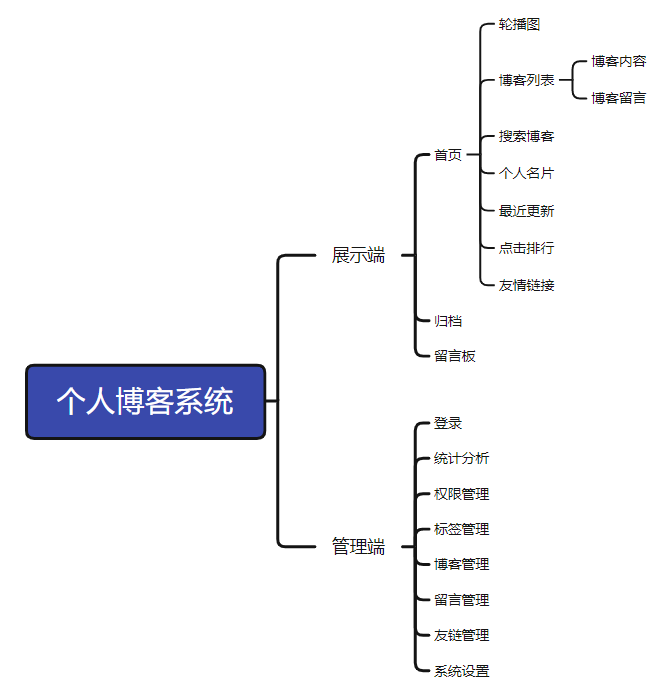 个人博客系统
展示端
首页
轮播图
博客列表
博客内容
博客留言
搜索博客
个人名片
最近更新
点击排行
友情链接
归档
留言板
管理端
登录
统计分析
权限管理
标签管理
博客管理
留言管理
友链管理
系统设置